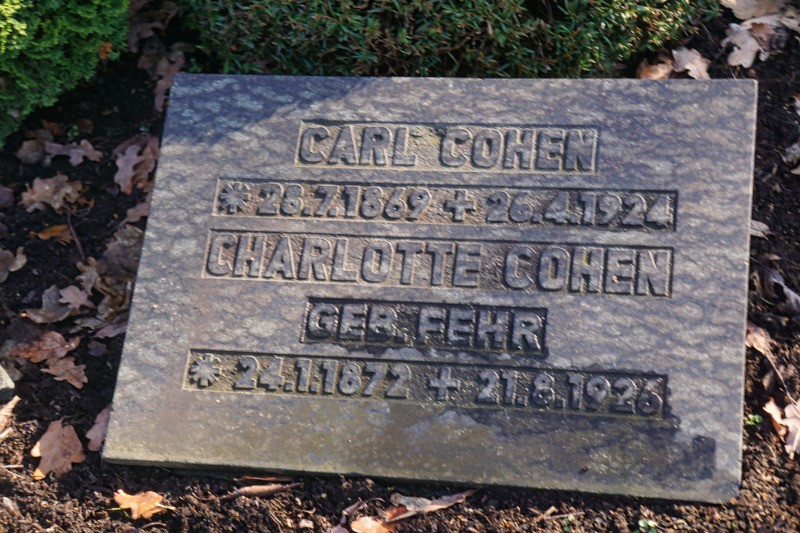 CARL COHEN
* 28.7.1869 + 26.4.1924
CHARLOTTE COHEN
GEB. FEHR
* 24.1.1872 + 21.8.1926